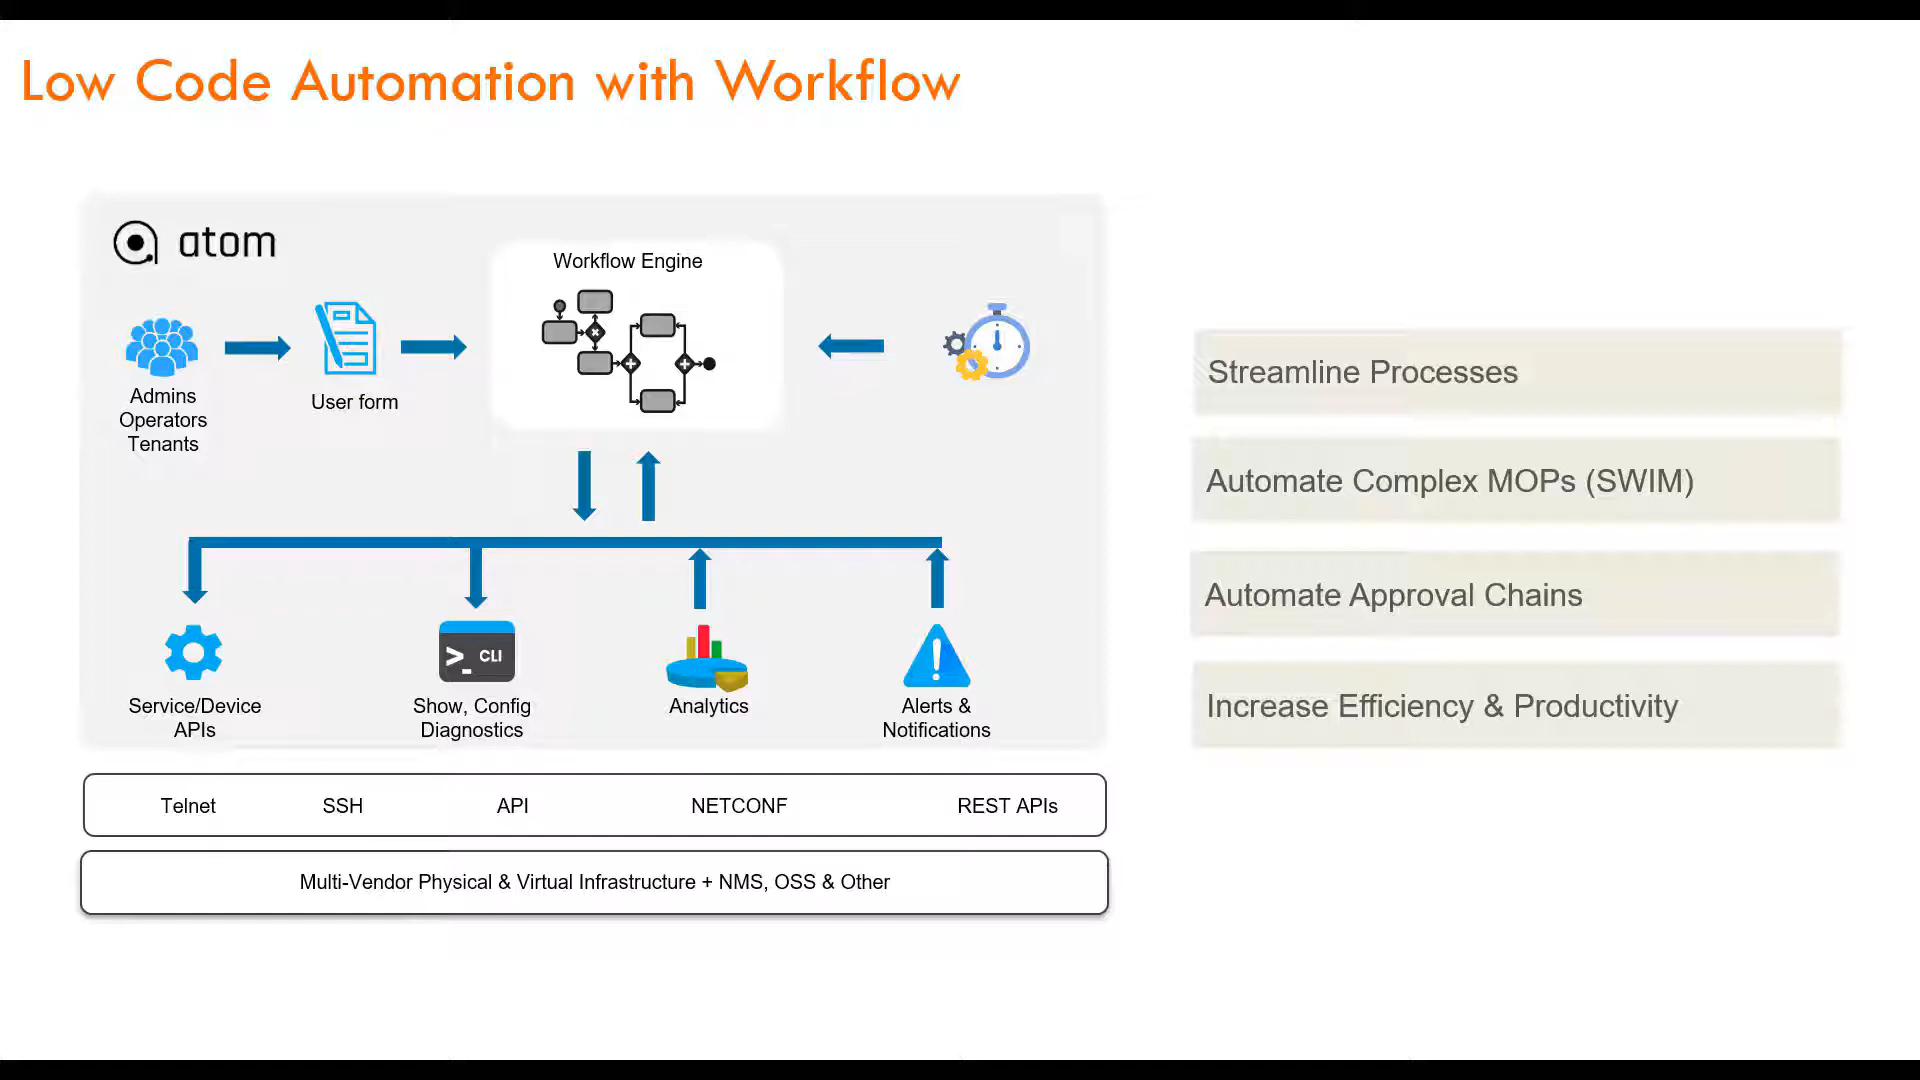 Low Code Automation with Workflow
atom
Workflow Engine
Admins
Operators
Tenants
User form
Service/Device
APIs
>_ CLI
Show, Config
Diagnostics
Analytics
Alerts &
Notifications
Telnet SSH API NETCONF REST APIs
Multi-Vendor Physical & Virtual Infrastructure + NMS, OSS & Other
Streamline Processes
Automate Complex MOPs (SWIM)
Automate Approval Chains
Increase Efficiency & Productivity